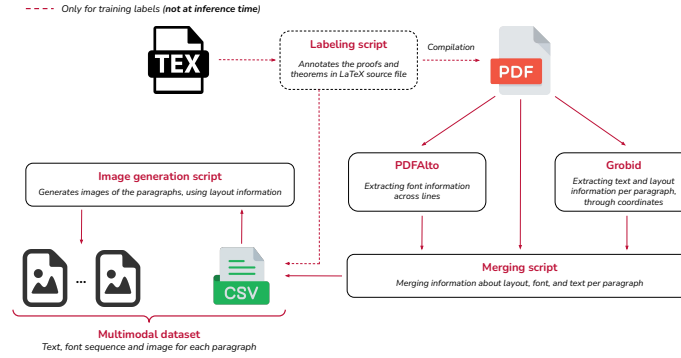 Only for training labels (not at inference time)
TEX
Labeling script
Annotates the proofs and
theorems in LaTeX source file
Compilation
PDF
PDFAlto
Extracting font information
across lines
Grobid
Extracting text and layout
information per paragraph,
through coordinates
Image generation script
Generates images of the paragraphs, using layout information
...
CSV
Merging script
Merging information about layout, font, and text per paragraph
Multimodal dataset
Text, font sequence and image for each paragraph